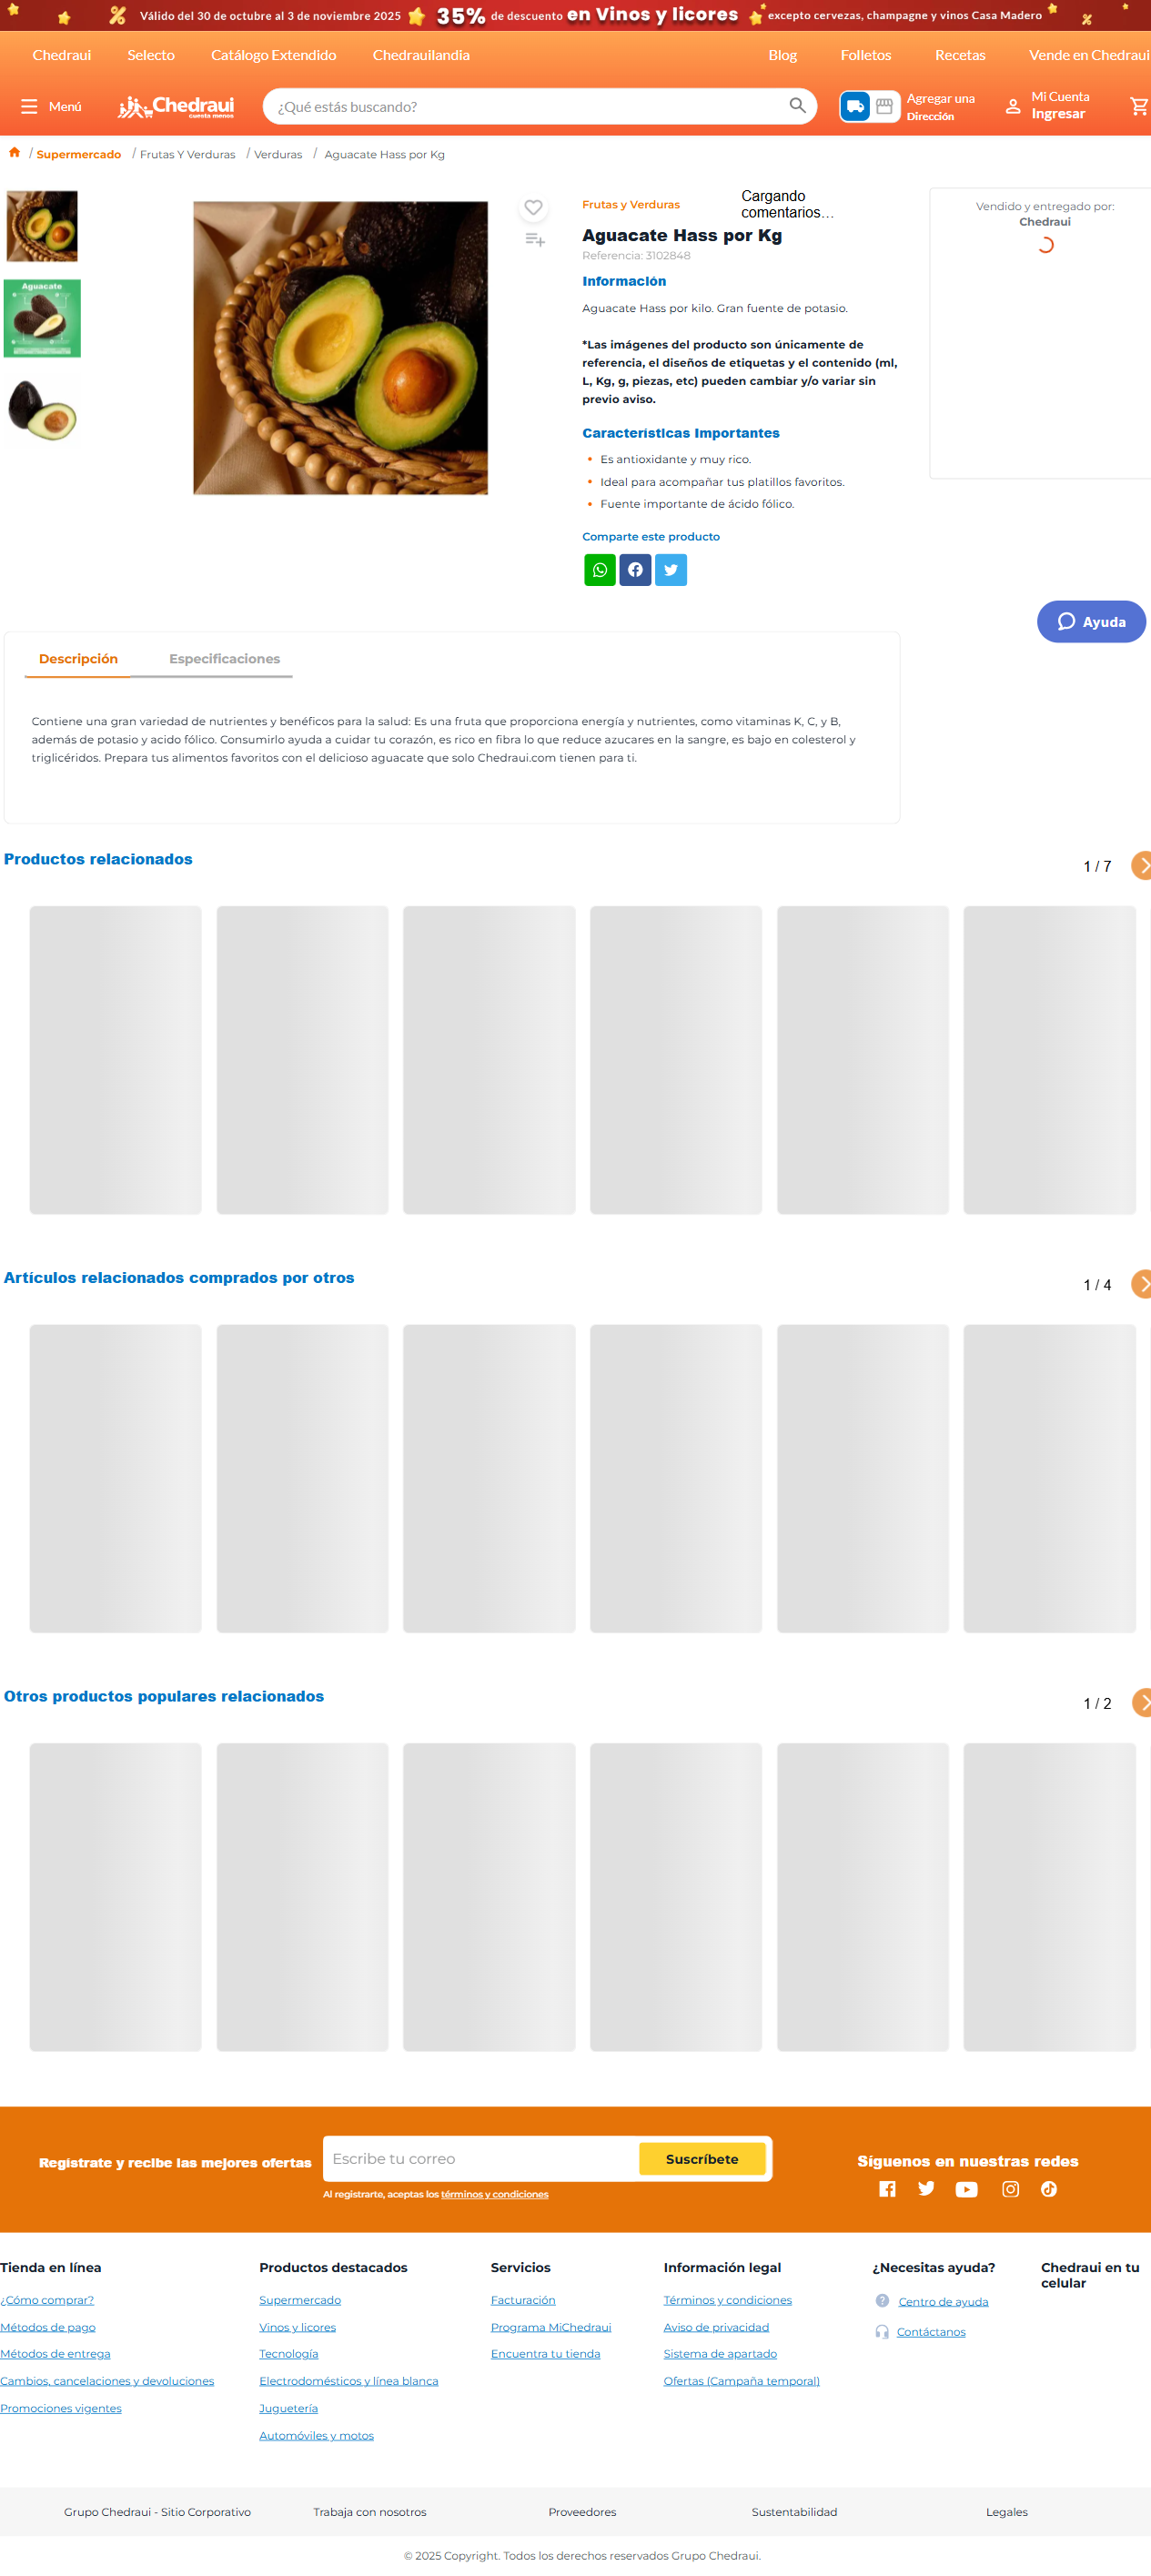 Válido del 30 de octubre al 3 de noviembre 2025 35% de descuento en Vinos y licores excepto cervezas, champagne y vinos Casa Madero
Chedraui Selecto Catálogo Extendido Chedrauilandia Blog Folletos Recetas Vende en Chedraui
Menú Chedraui cuesta menos ¿Qué estás buscando? Agregar una Dirección Mi Cuenta Ingresar
/ Supermercado / Frutas Y Verduras / Verduras / Aguacate Hass por Kg
Aguacate
Frutas y Verduras
Cargando comentarios...
Aguacate Hass por Kg
Referencia: 3102848
Información
Aguacate Hass por kilo. Gran fuente de potasio.
*Las imágenes del producto son únicamente de
referencia, el diseños de etiquetas y el contenido (ml,
L, Kg, g, piezas, etc) pueden cambiar y/o variar sin
previo aviso.
Características Importantes
Es antioxidante y muy rico.
Ideal para acompañar tus platillos favoritos.
Fuente importante de ácido fólico.
Comparte este producto
Vendido y entregado por:
Chedraui
Ayuda
Descripción Especificaciones
Contiene una gran variedad de nutrientes y benéficos para la salud: Es una fruta que proporciona energía y nutrientes, como vitaminas K, C, y B,
además de potasio y acido fólico. Consumirlo ayuda a cuidar tu corazón, es rico en fibra lo que reduce azucares en la sangre, es bajo en colesterol y
triglicéridos. Prepara tus alimentos favoritos con el delicioso aguacate que solo Chedraui.com tienen para ti.
Productos relacionados 1 / 7
Artículos relacionados comprados por otros 1 / 4
Otros productos populares relacionados 1 / 2
Regístrate y recibe las mejores ofertas
Escribe tu correo Suscríbete
Al registrarte, aceptas los términos y condiciones
Síguenos en nuestras redes
Tienda en línea
¿Cómo comprar?
Métodos de pago
Métodos de entrega
Cambios, cancelaciones y devoluciones
Promociones vigentes
Productos destacados
Supermercado
Vinos y licores
Tecnología
Electrodomésticos y línea blanca
Juguetería
Automóviles y motos
Servicios
Facturación
Programa MiChedraui
Encuentra tu tienda
Información legal
Términos y condiciones
Aviso de privacidad
Sistema de apartado
Ofertas (Campaña temporal)
¿Necesitas ayuda?
Centro de ayuda
Contáctanos
Chedraui en tu
celular
Grupo Chedraui - Sitio Corporativo Trabaja con nosotros Proveedores Sustentabilidad Legales
© 2025 Copyright. Todos los derechos reservados Grupo Chedraui.